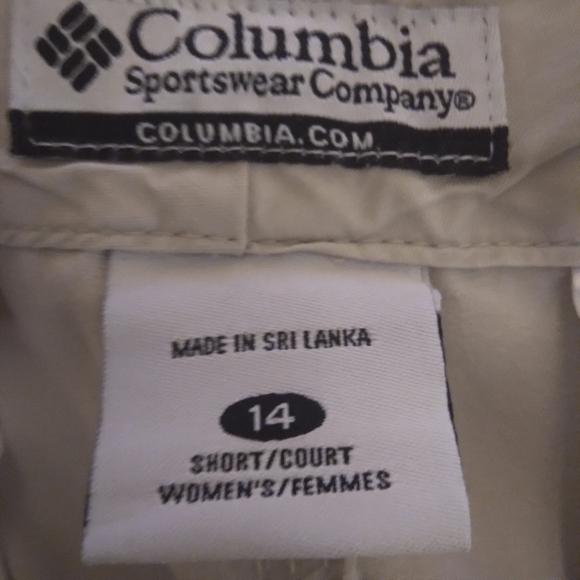 Columbia
Sportswear Company®
COLUMBIA.COM
MADE IN SRI LANKA
14
SHORT/COURT
WOMEN'S/FEMMES